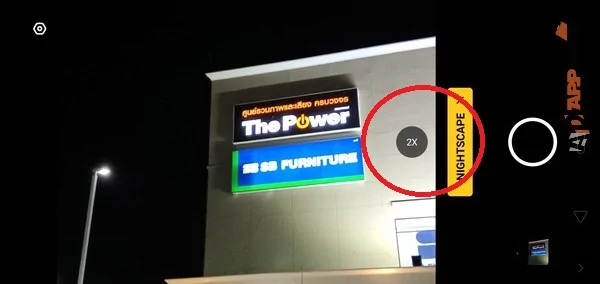 ศูนย์รวมภาพและเสียง ครบวงจร
The Power
SB FURNITURE
2X
NIGHTSCAPE
APP